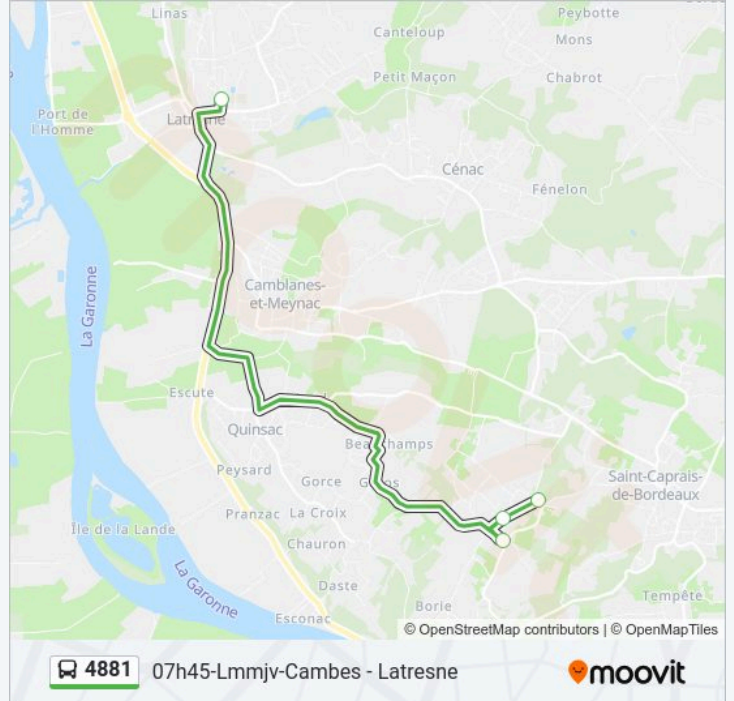 Linas
Peybotte
Canteloup
Mons
Petit Maçon
Chabrot
Port de
l'Homme
Cénac
Fénelon
La Garonne
Camblanes-
et-Meynac
Escute
Quinsac
Peysard
Gorce
Saint-Caprais-
de-Bordeaux
Pranzac
La Croix
Île de la Lande
Chauron
La Garonne
Daste
Tempête
Borie
Esconac
© OpenStreetMap contributors | © OpenMapTiles
4881
07h45-Lmmjv-Cambes - Latresne
moovit